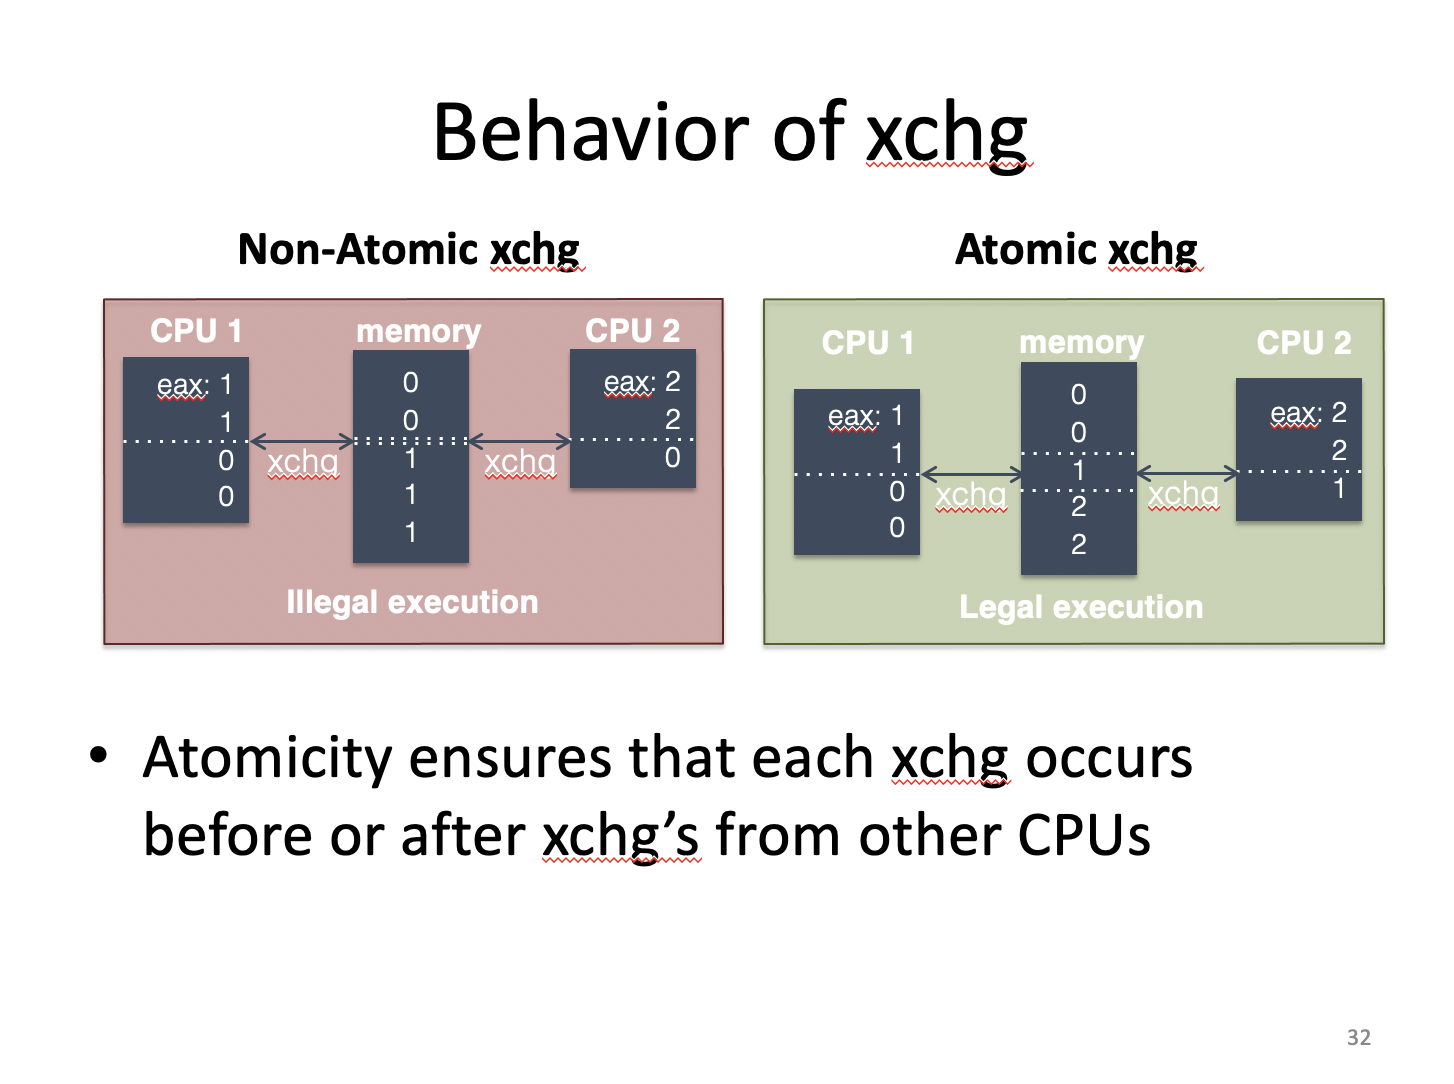 Behavior of xchg
Non-Atomic xchg
CPU 1
memory
CPU 2
eax: 1
1
0
0
0
0
1
1
1
eax: 2
2
0
xchg
xchg
Illegal execution
Atomic xchg
CPU 1
memory
CPU 2
eax: 1
1
0
0
0
0
1
2
2
eax: 2
2
1
xchg
xchg
Legal execution
• Atomicity ensures that each xchg occurs
before or after xchg’s from other CPUs
32